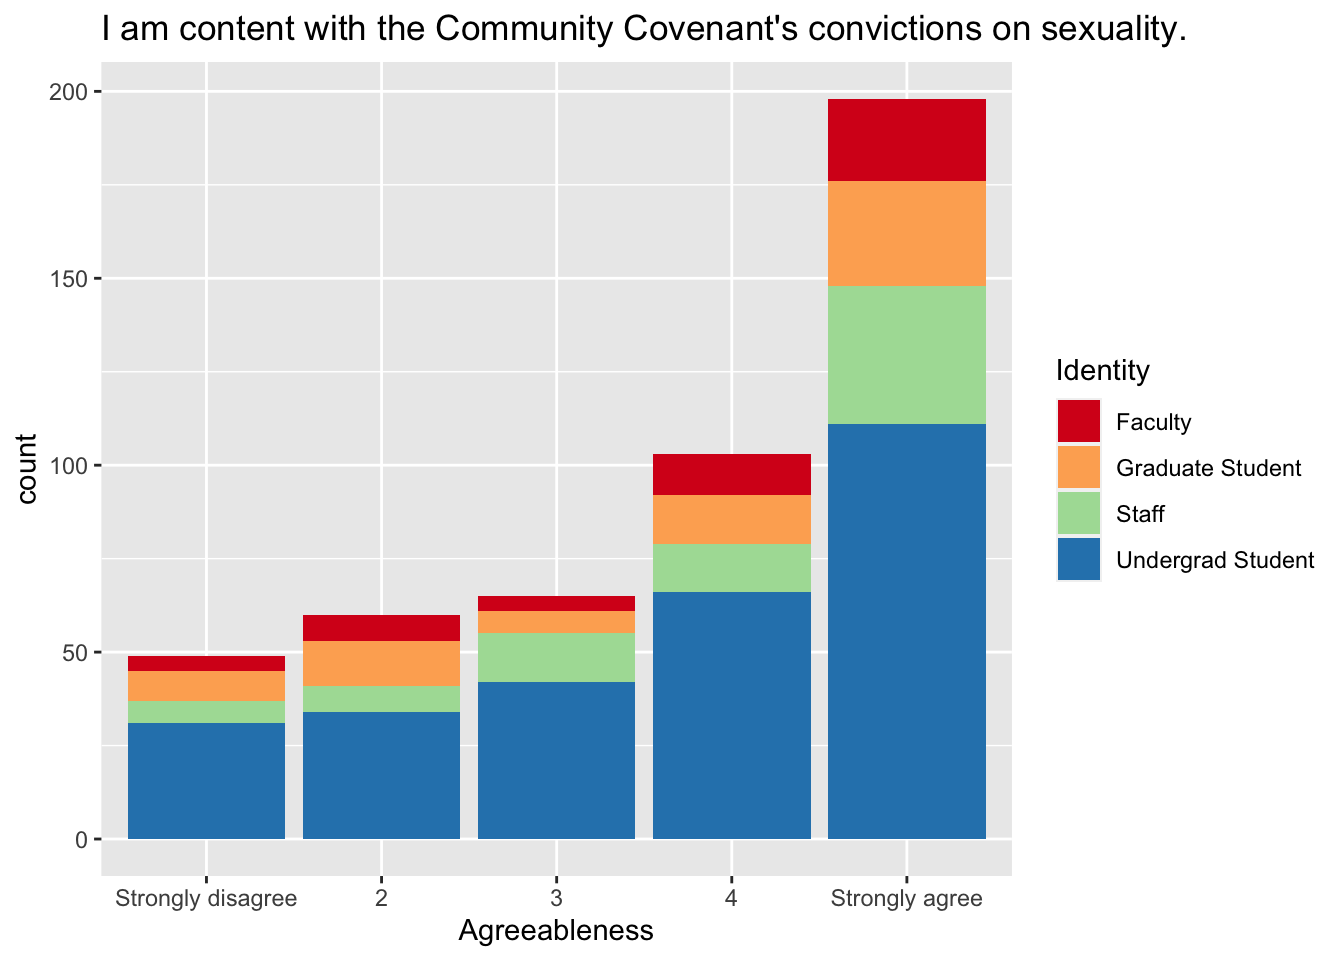 I am content with the Community Covenant's convictions on sexuality.
200
150
100
50
0
count
Strongly disagree
2
3
4
Strongly agree
Agreeableness
Identity
Faculty
Graduate Student
Staff
Undergrad Student